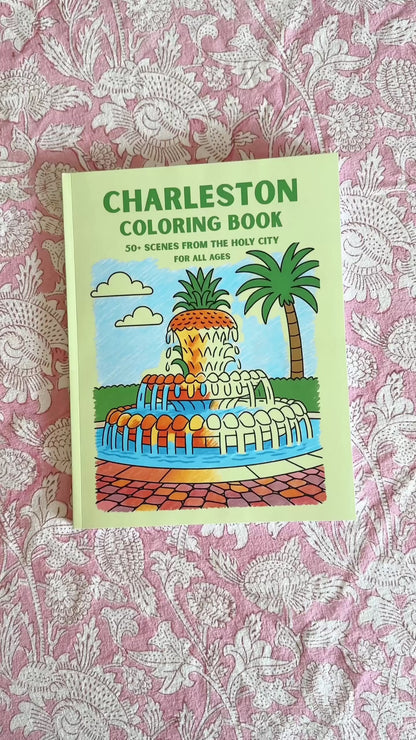 CHARLESTON
COLORING BOOK
50+ SCENES FROM THE HOLY CITY
FOR ALL AGES